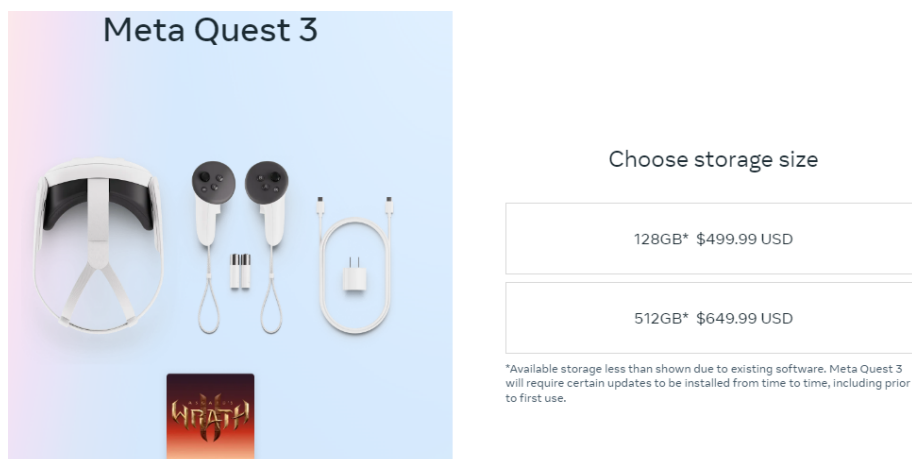 Meta Quest 3
ASGARD'S
WRATH
Choose storage size
128GB* $499.99 USD
512GB* $649.99 USD
*Available storage less than shown due to existing software. Meta Quest 3
will require certain updates to be installed from time to time, including prior
to first use.